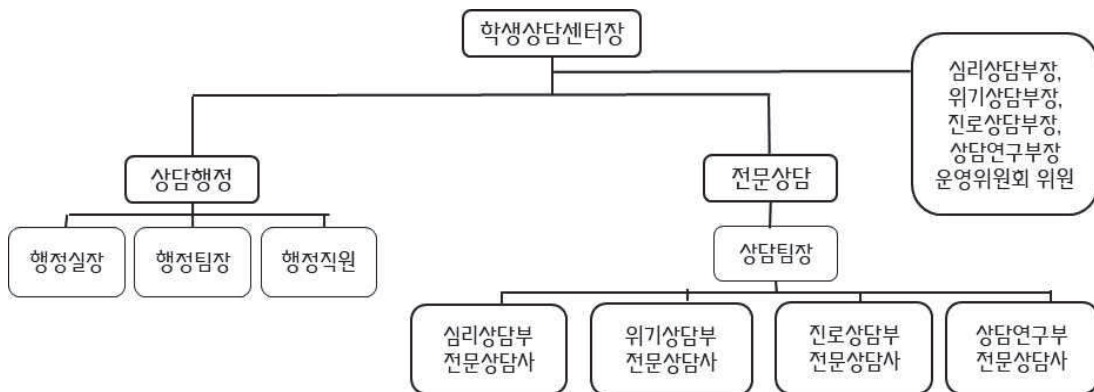 학생상담센터장
심리상담부장,
위기상담부장,
진로상담부장,
상담연구부장
운영위원회 위원
상담행정
전문상담
행정실장
행정팀장
행정직원
상담팀장
심리상담부
전문상담사
위기상담부
전문상담사
진로상담부
전문상담사
상담연구부
전문상담사